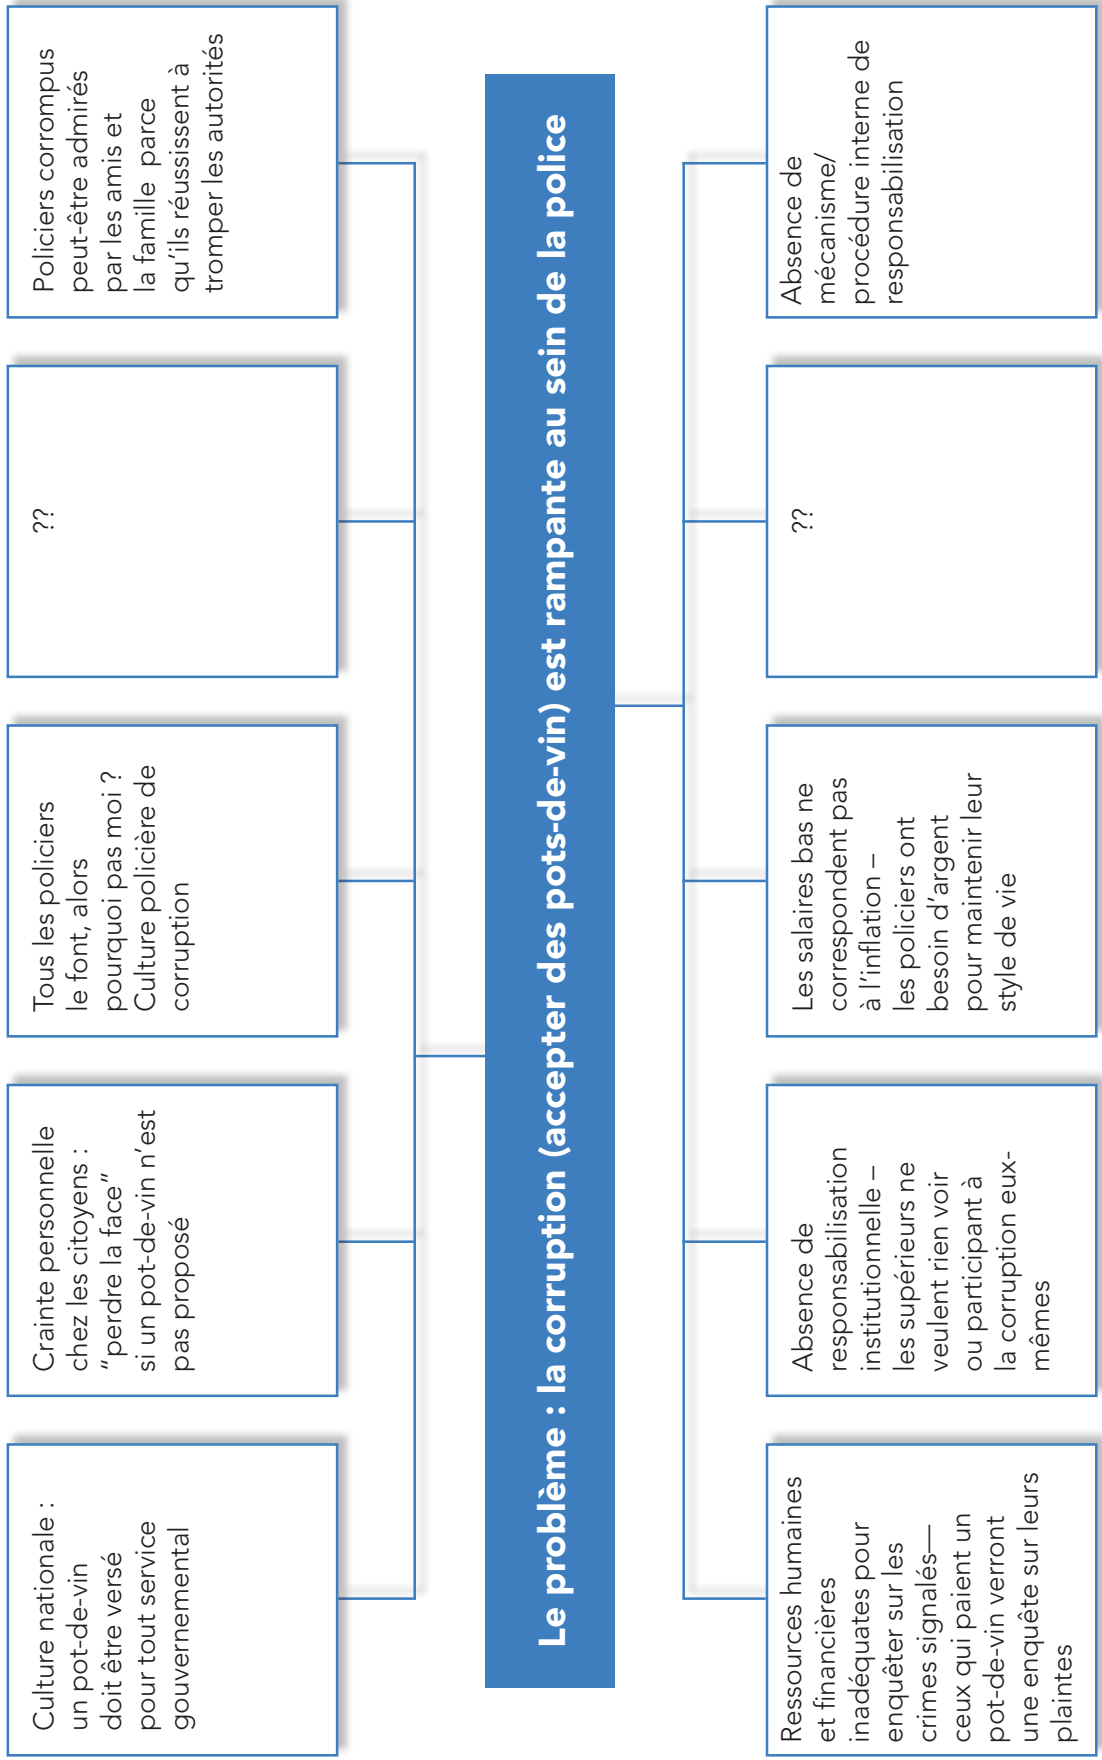 Culture nationale :
un pot-de-vin
doit être versé
pour tout service
gouvernemental
Crainte personnelle
chez les citoyens :
“perdre la face”
si un pot-de-vin n’est
pas proposé
Tous les policiers
le font, alors
pourquoi pas moi ?
Culture policière de
corruption
??
Policiers corrompus
peut-être admirés
par les amis et
la famille parce
qu’ils réussissent à
tromper les autorités
Le problème : la corruption (accepter des pots-de-vin) est rampante au sein de la police
Ressources humaines
et financières
inadéquates pour
enquêter sur les
crimes signalés—
ceux qui paient un
pot-de-vin verront
une enquête sur leurs
plaintes
Absence de
responsabilisation
institutionnelle –
les supérieurs ne
veulent rien voir
ou participant à
la corruption eux-
mêmes
Les salaires bas ne
correspondent pas
à l’inflation –
les policiers ont
besoin d’argent
pour maintenir leur
style de vie
??
Absence de
mécanisme/
procédure interne de
responsabilisation